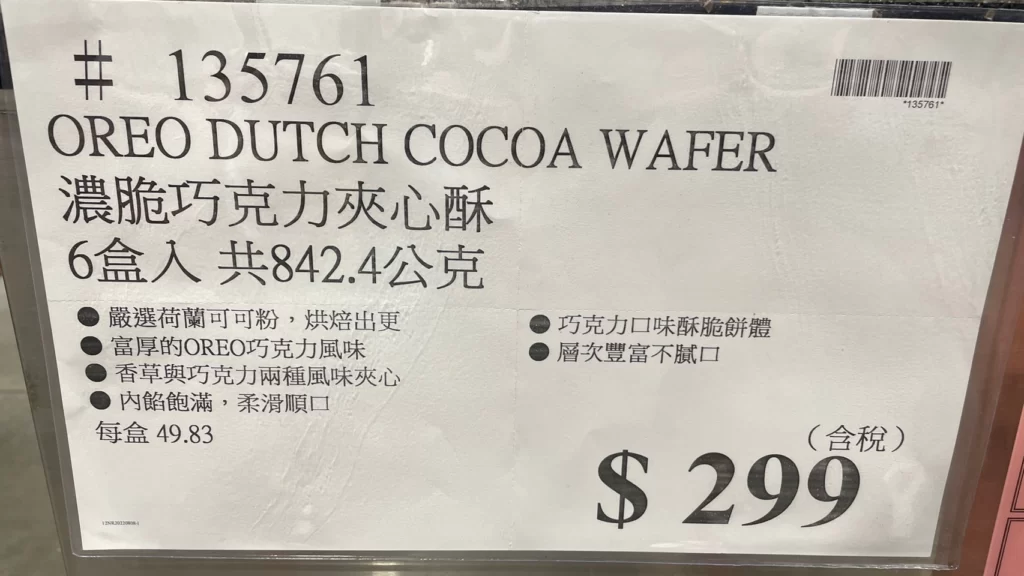 # 135761
*135761*
OREO DUTCH COCOA WAFER
濃脆巧克力夾心酥
6盒入 共842.4公克
●嚴選荷蘭可可粉，烘焙出更
●富厚的OREO巧克力風味
●香草與巧克力兩種風味夾心
●內餡飽滿，柔滑順口
每盒 49.83
●巧克力口味酥脆餅體
●層次豐富不膩口
（含稅）
$ 299